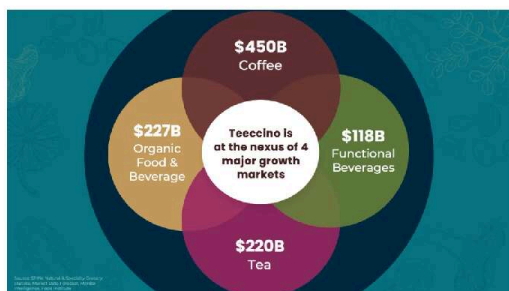 $450B
Coffee
$227B
Organic
Food &
Beverage
Teeccino is
at the nexus of 4
major growth
markets
$118B
Functional
Beverages
$220B
Tea